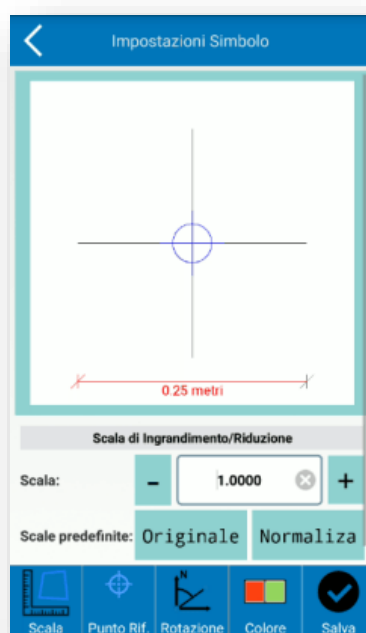 Impostazioni Simbolo
0.25 metri
Scala di Ingrandimento/Riduzione
Scala: - 1.0000 +
Scale predefinite: Originale Normaliza
N
Scala Punto Rif. Rotazione Colore Salva